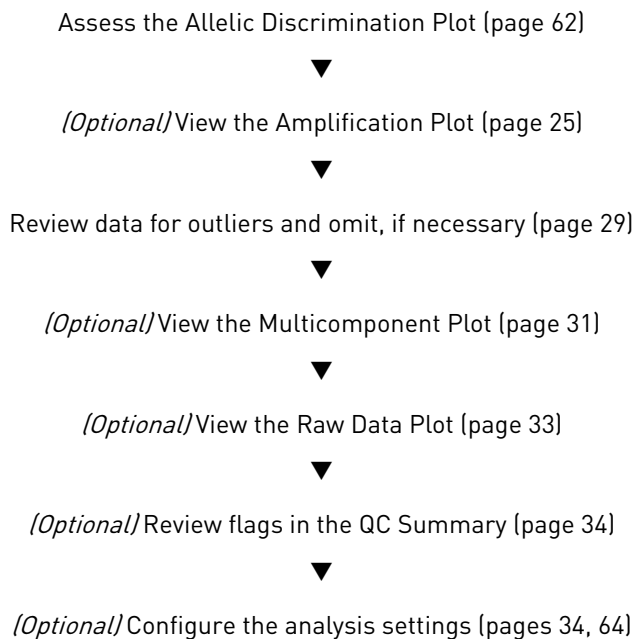 Assess the Allelic Discrimination Plot (page 62)
▼
(Optional) View the Amplification Plot (page 25)
▼
Review data for outliers and omit, if necessary (page 29)
▼
(Optional) View the Multicomponent Plot (page 31)
▼
(Optional) View the Raw Data Plot (page 33)
▼
(Optional) Review flags in the QC Summary (page 34)
▼
(Optional) Configure the analysis settings (pages 34, 64)